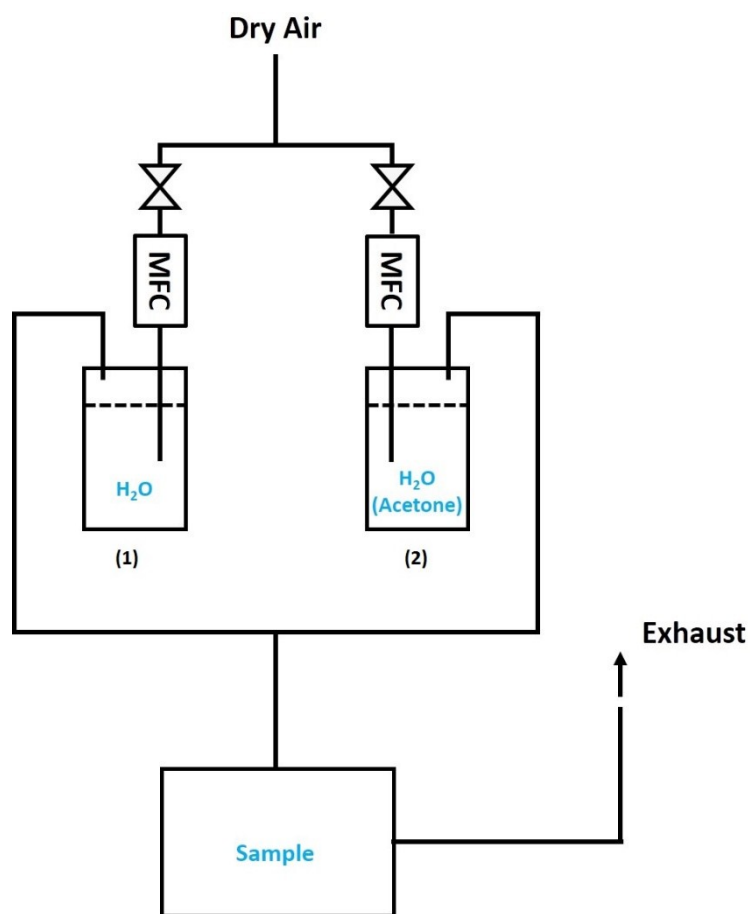 Dry Air
MFC
MFC
H₂O
H₂O
(Acetone)
(1)
(2)
Exhaust
Sample